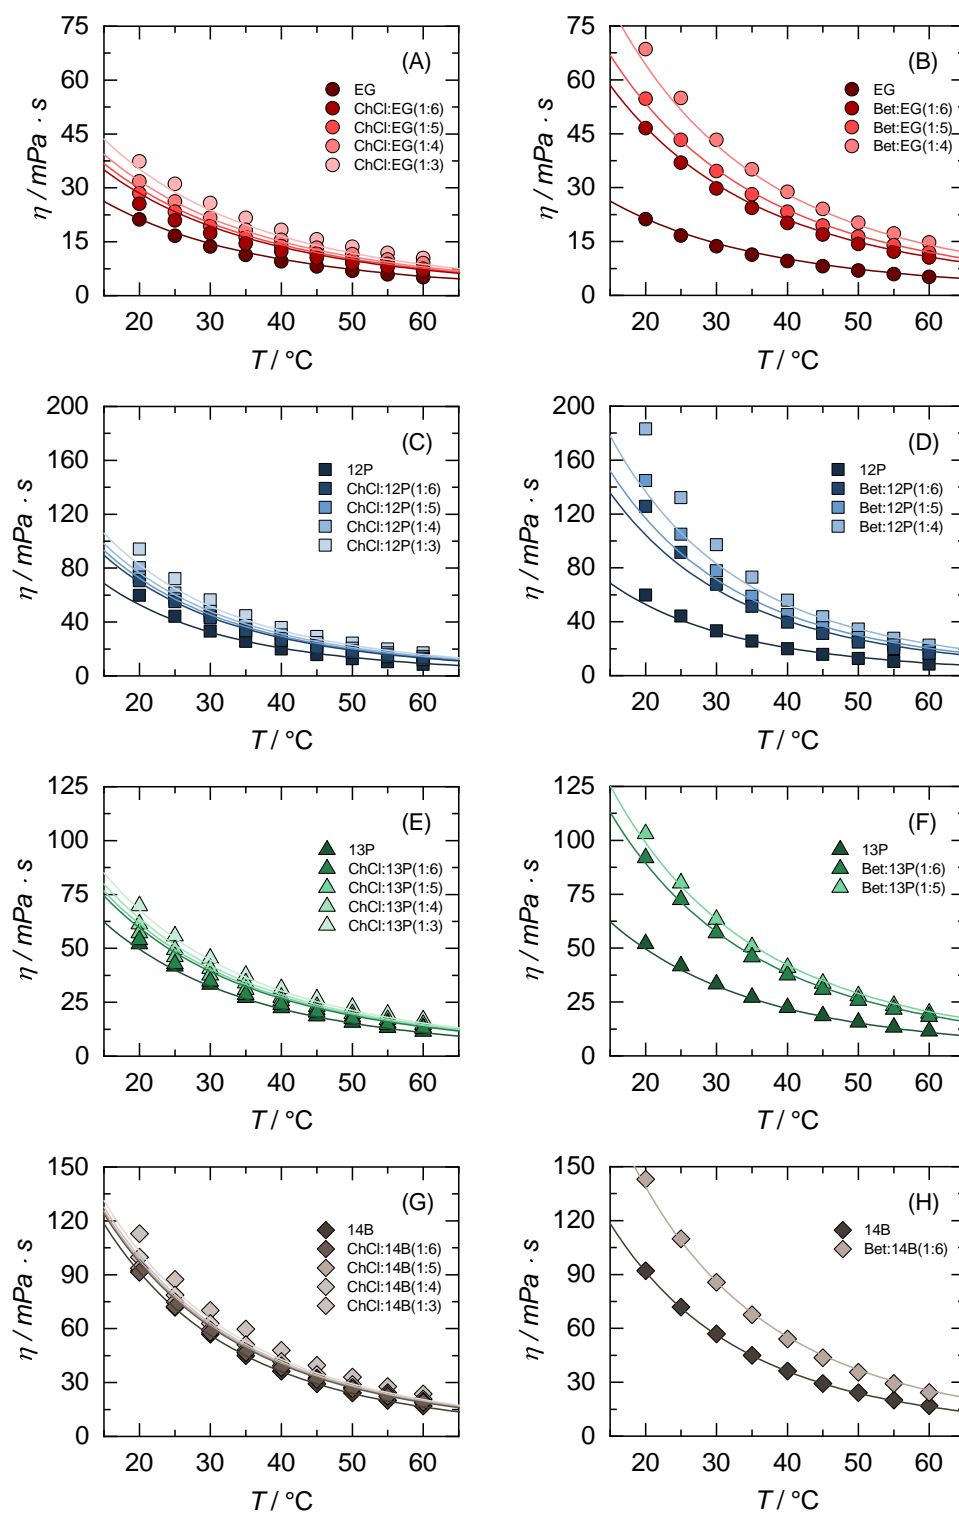 75
60
45
30
15
0
η / mPa · s
(A)
EG
ChCl:EG(1:6)
ChCl:EG(1:5)
ChCl:EG(1:4)
ChCl:EG(1:3)
20 30 40 50 60
T / °C
75
60
45
30
15
0
η / mPa · s
(B)
EG
Bet:EG(1:6)
Bet:EG(1:5)
Bet:EG(1:4)
20 30 40 50 60
T / °C
200
160
120
80
40
0
η / mPa · s
(C)
12P
ChCl:12P(1:6)
ChCl:12P(1:5)
ChCl:12P(1:4)
ChCl:12P(1:3)
20 30 40 50 60
T / °C
200
160
120
80
40
0
η / mPa · s
(D)
12P
Bet:12P(1:6)
Bet:12P(1:5)
Bet:12P(1:4)
20 30 40 50 60
T / °C
125
100
75
50
25
0
η / mPa · s
(E)
13P
ChCl:13P(1:6)
ChCl:13P(1:5)
ChCl:13P(1:4)
ChCl:13P(1:3)
20 30 40 50 60
T / °C
125
100
75
50
25
0
η / mPa · s
(F)
13P
Bet:13P(1:6)
Bet:13P(1:5)
20 30 40 50 60
T / °C
150
120
90
60
30
0
η / mPa · s
(G)
14B
ChCl:14B(1:6)
ChCl:14B(1:5)
ChCl:14B(1:4)
ChCl:14B(1:3)
20 30 40 50 60
T / °C
150
120
90
60
30
0
η / mPa · s
(H)
14B
Bet:14B(1:6)
20 30 40 50 60
T / °C